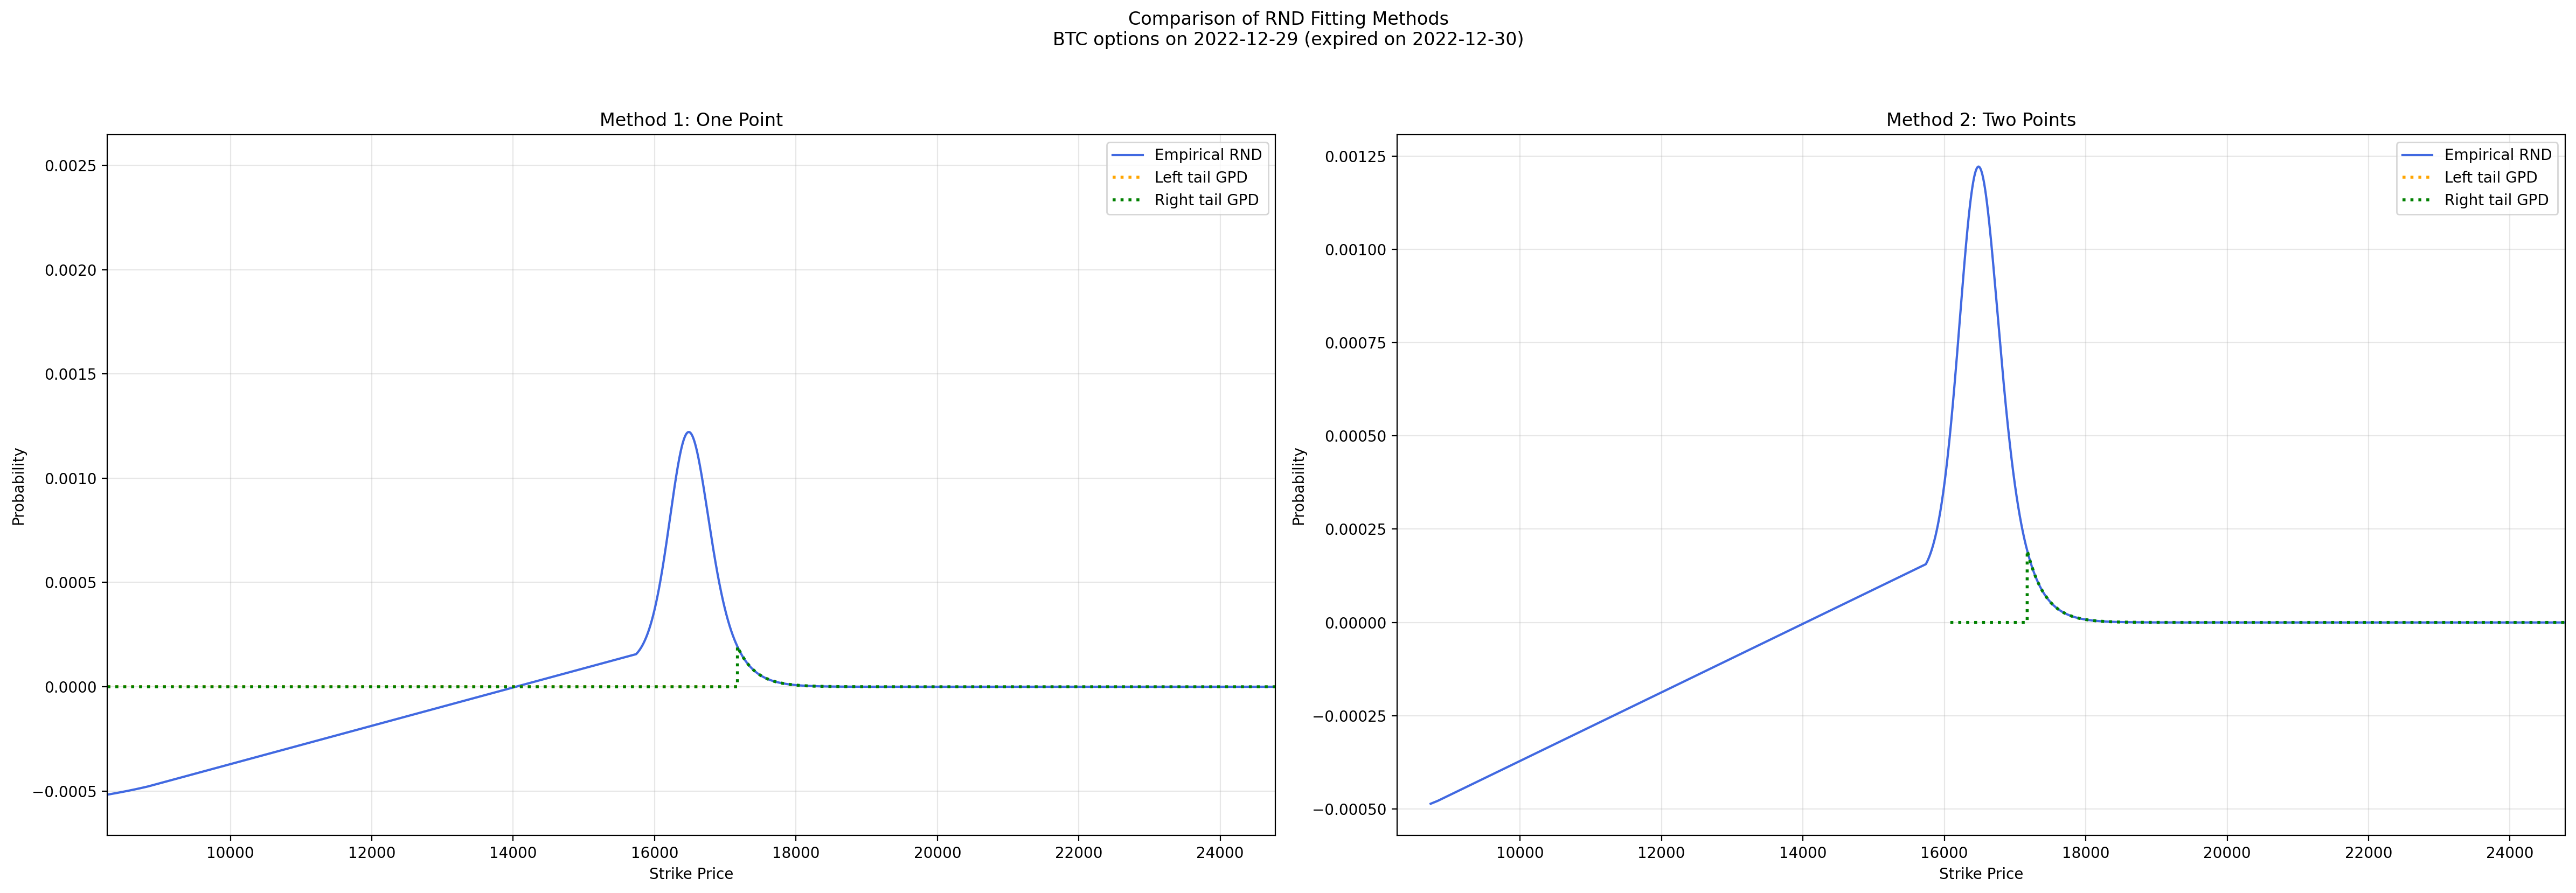 Comparison of RND Fitting Methods
BTC options on 2022-12-29 (expired on 2022-12-30)
Method 1: One Point
Empirical RND
Left tail GPD
Right tail GPD
0.0025
0.0020
0.0015
0.0010
0.0005
0.0000
−0.0005
Probability
10000 12000 14000 16000 18000 20000 22000 24000
Strike Price
Method 2: Two Points
Empirical RND
Left tail GPD
Right tail GPD
0.00125
0.00100
0.00075
0.00050
0.00025
0.00000
−0.00025
−0.00050
Probability
10000 12000 14000 16000 18000 20000 22000 24000
Strike Price